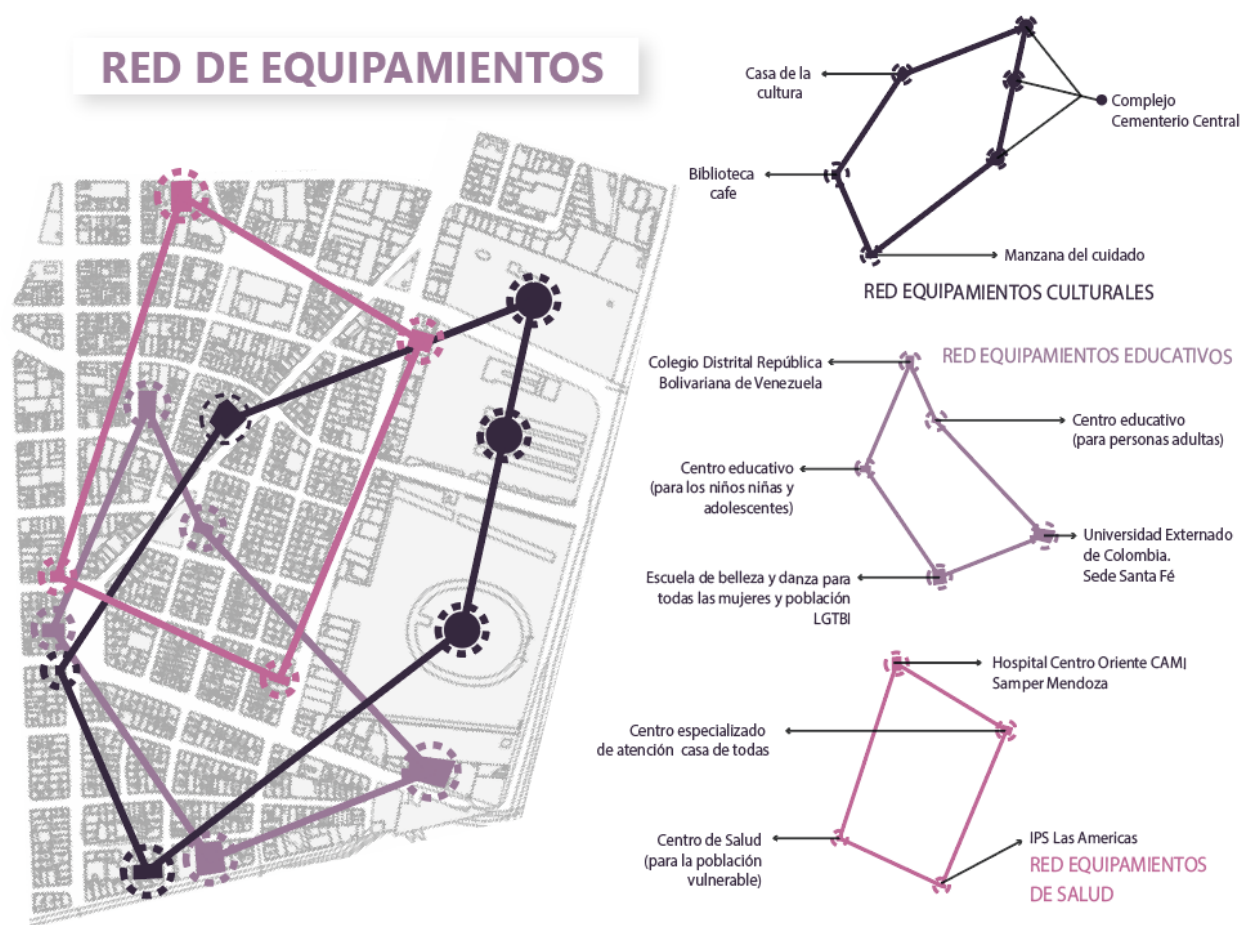 RED DE EQUIPAMIENTOS
Casa de la
cultura
Complejo
Cementerio Central
Biblioteca
cafe
Manzana del cuidado
RED EQUIPAMIENTOS CULTURALES
RED EQUIPAMIENTOS EDUCATIVOS
Colegio Distrital República
Bolivariana de Venezuela
Centro educativo
(para personas adultas)
Centro educativo
(para los niños niñas y
adolescentes)
Universidad Externado
de Colombia.
Sede Santa Fé
Escuela de belleza y danza para
todas las mujeres y población
LGTBI
Hospital Centro Oriente CAMI
Samper Mendoza
Centro especializado
de atención casa de todas
Centro de Salud
(para la población
vulnerable)
IPS Las Americas
RED EQUIPAMIENTOS
DE SALUD